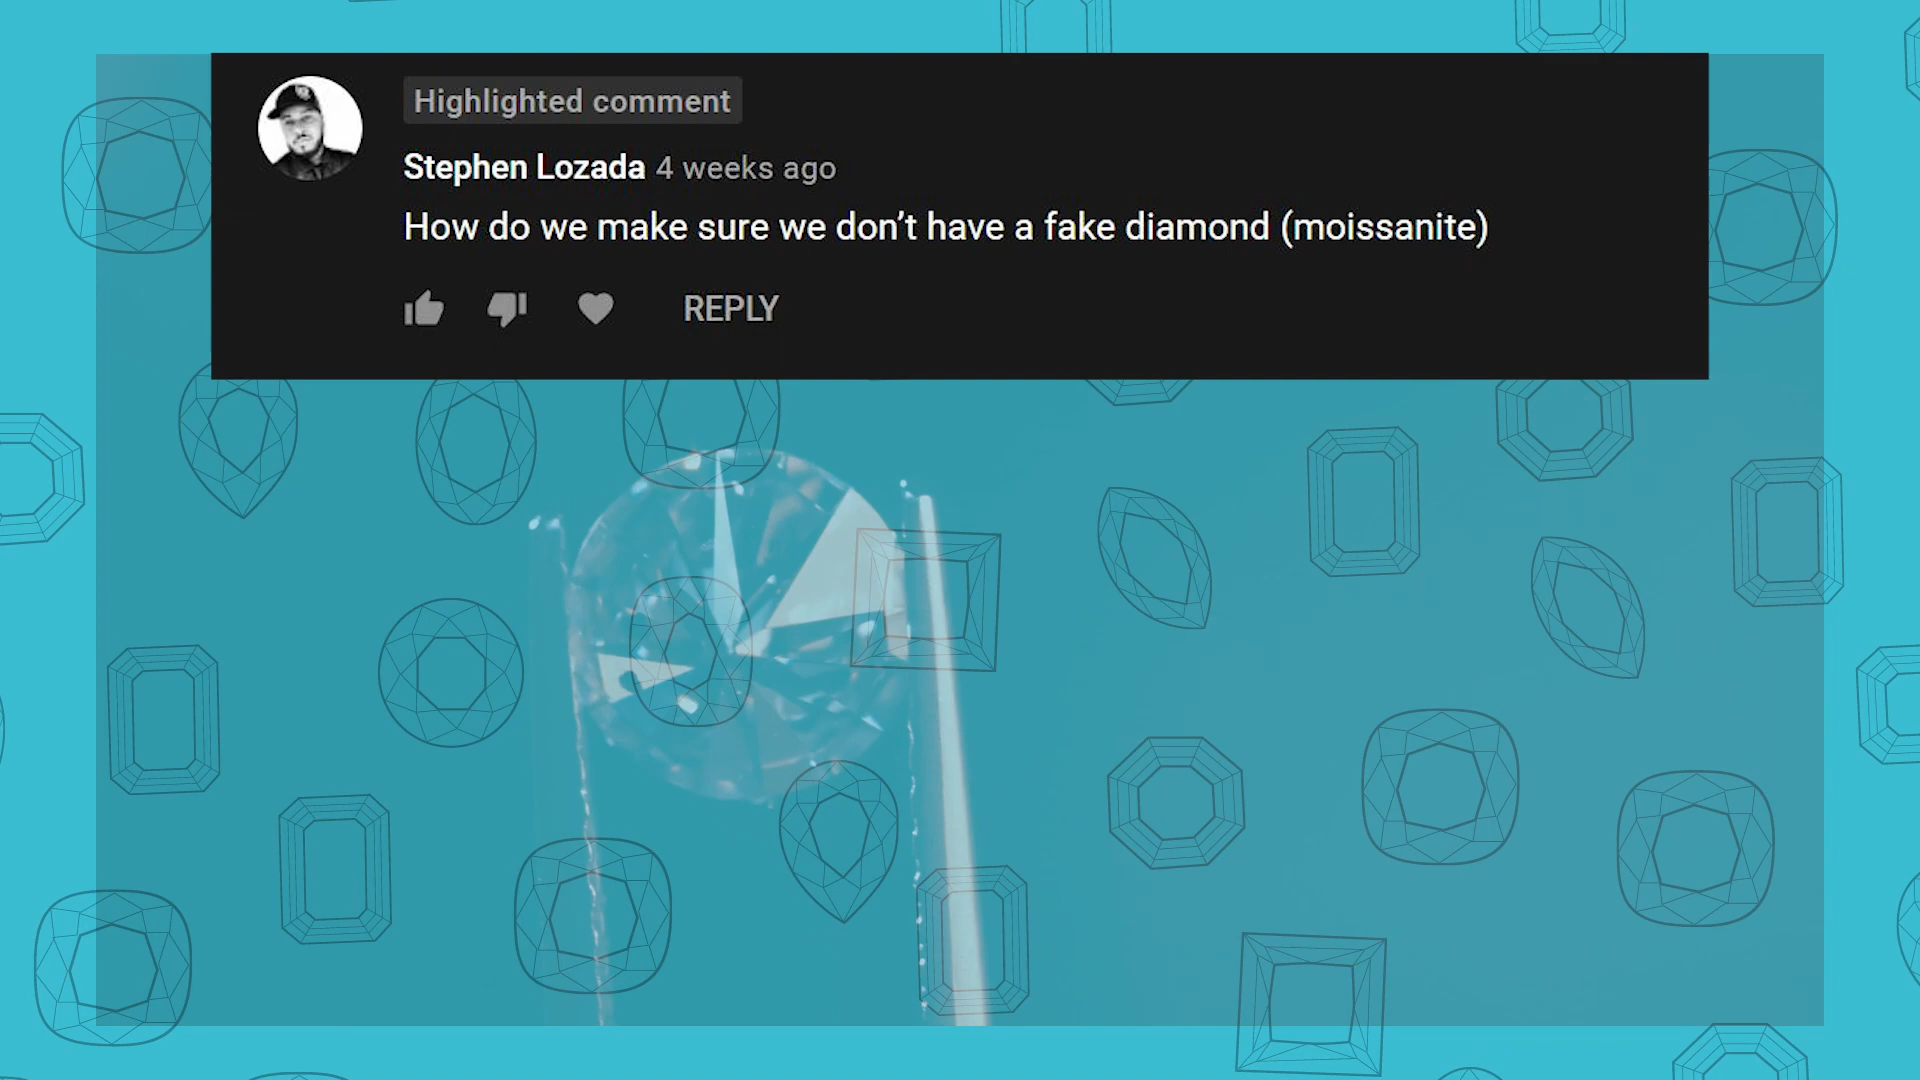 Highlighted comment
Stephen Lozada 4 weeks ago
How do we make sure we don’t have a fake diamond (moissanite)
REPLY